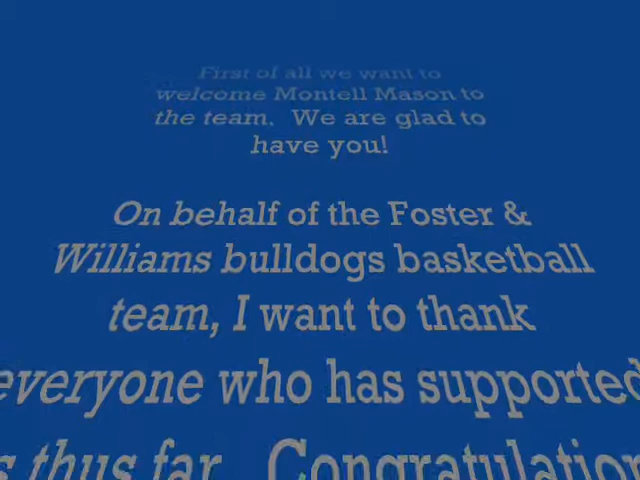 First of all we want to
welcome Montell Mason to
the team. We are glad to
have you!
On behalf of the Foster &
Williams bulldogs basketball
team, I want to thank
everyone who has supported
s thus far. Congratulation